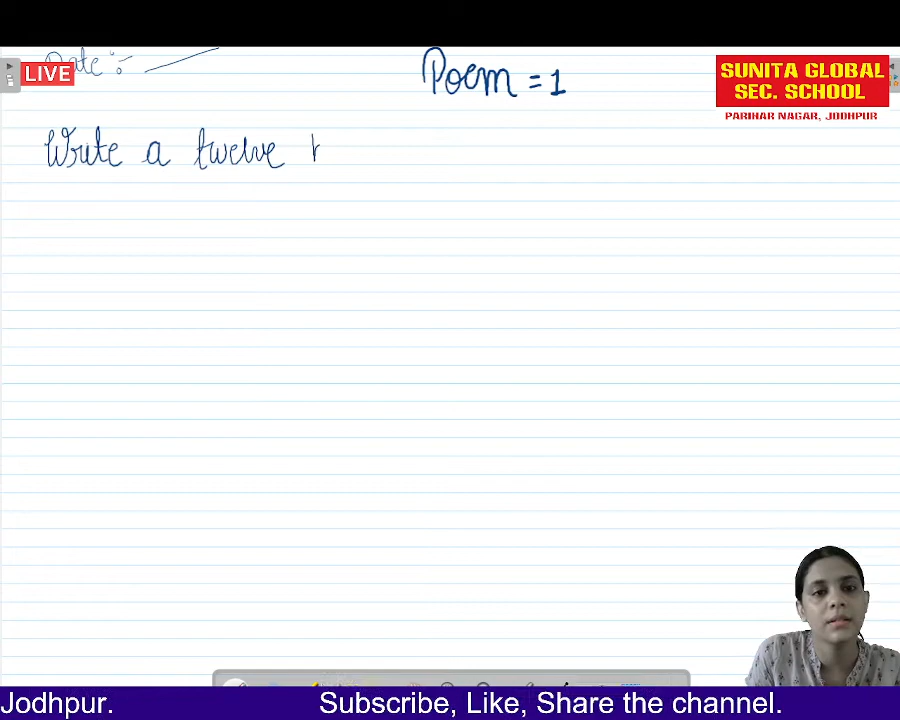 Date :-
LIVE
Poem = 1
SUNITA GLOBAL
SEC. SCHOOL
PARIHAR NAGAR, JODHPUR
Write a twelve
Jodhpur. Subscribe, Like, Share the channel.